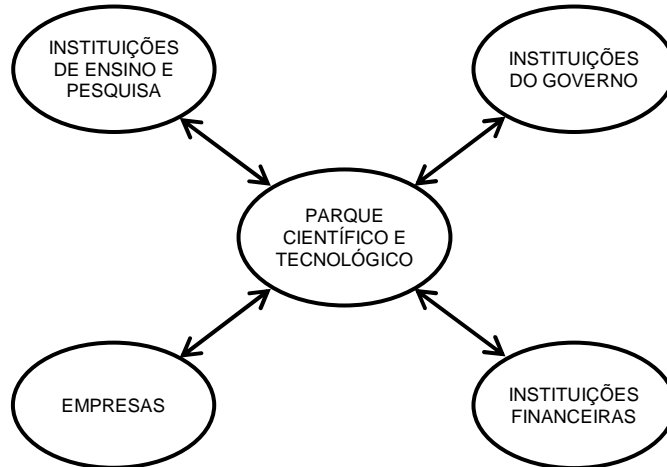 INSTITUIÇÕES
DE ENSINO E
PESQUISA
INSTITUIÇÕES
DO GOVERNO
PARQUE
CIENTÍFICO E
TECNOLÓGICO
EMPRESAS
INSTITUIÇÕES
FINANCEIRAS